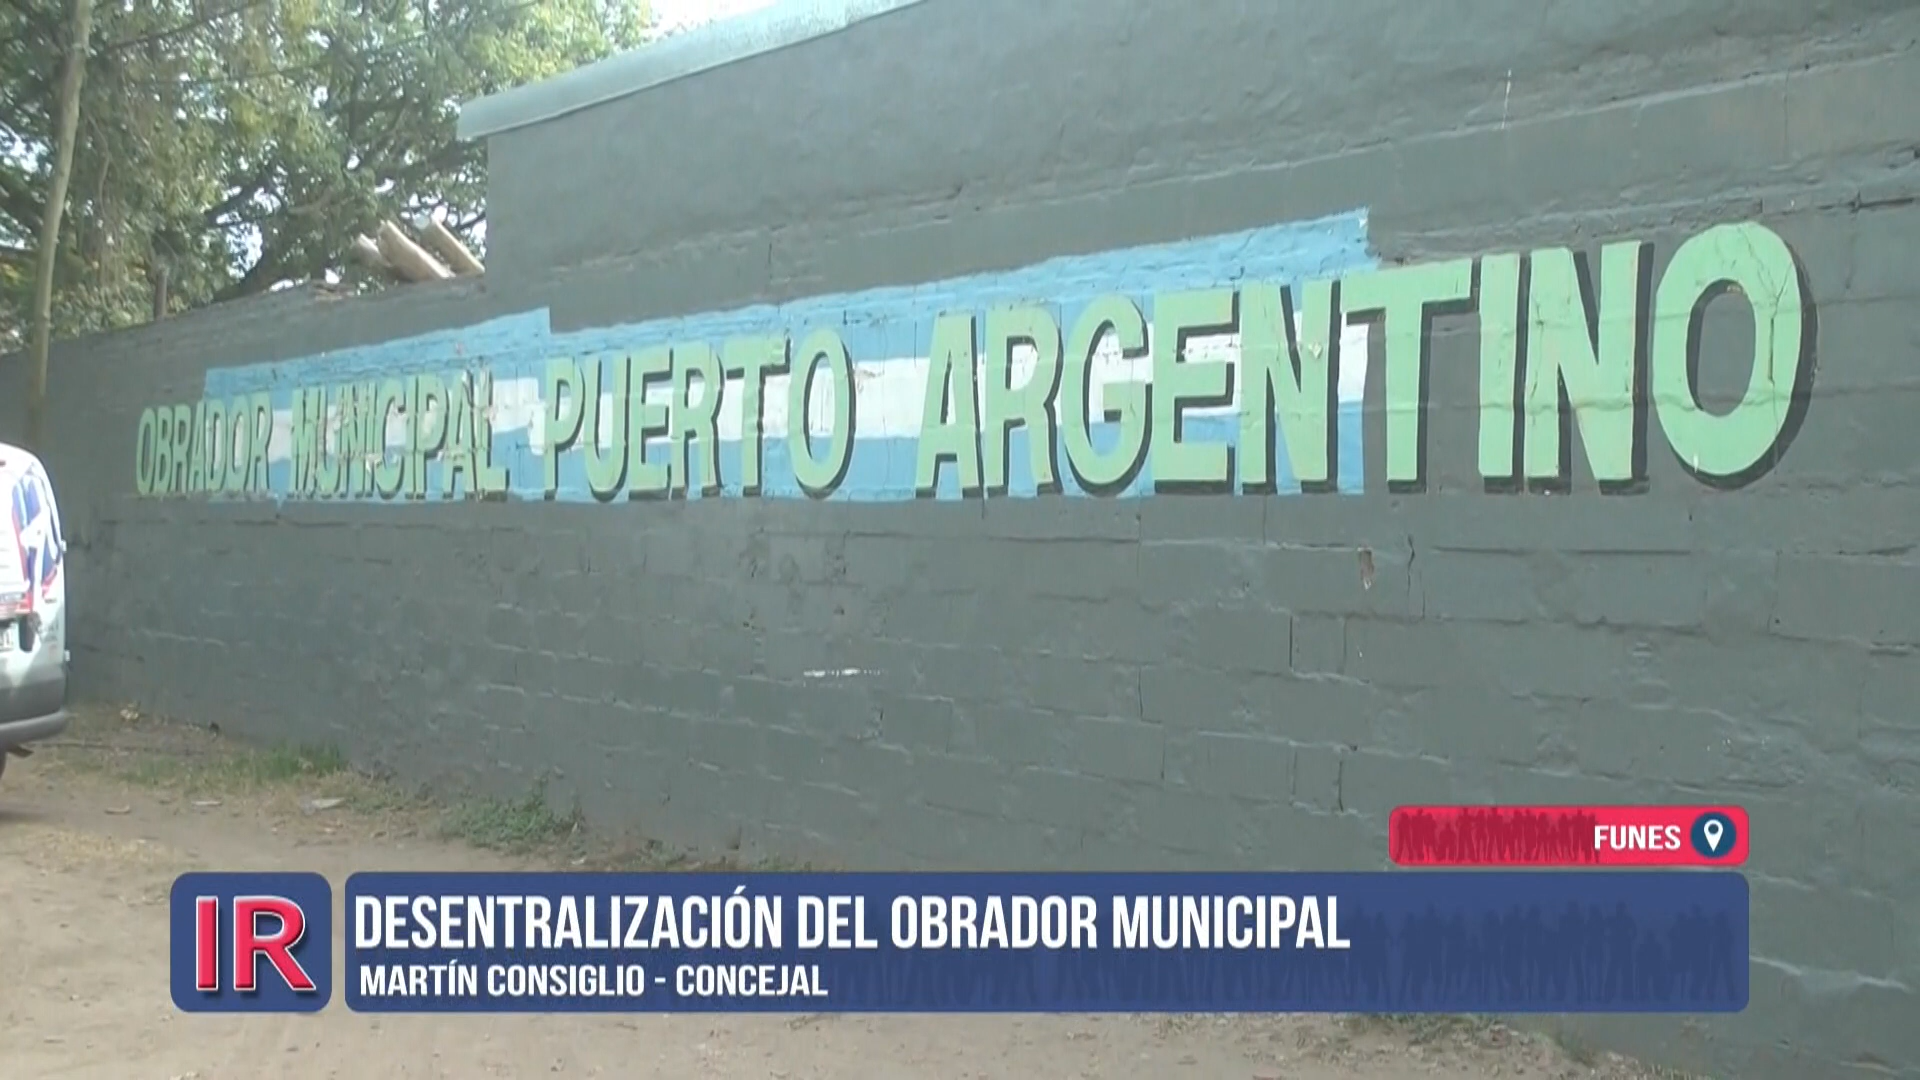 OBRADOR MUNICIPAL PUERTO ARGENTINO
FUNES
IR
DESENTRALIZACIÓN DEL OBRADOR MUNICIPAL
MARTÍN CONSIGLIO - CONCEJAL